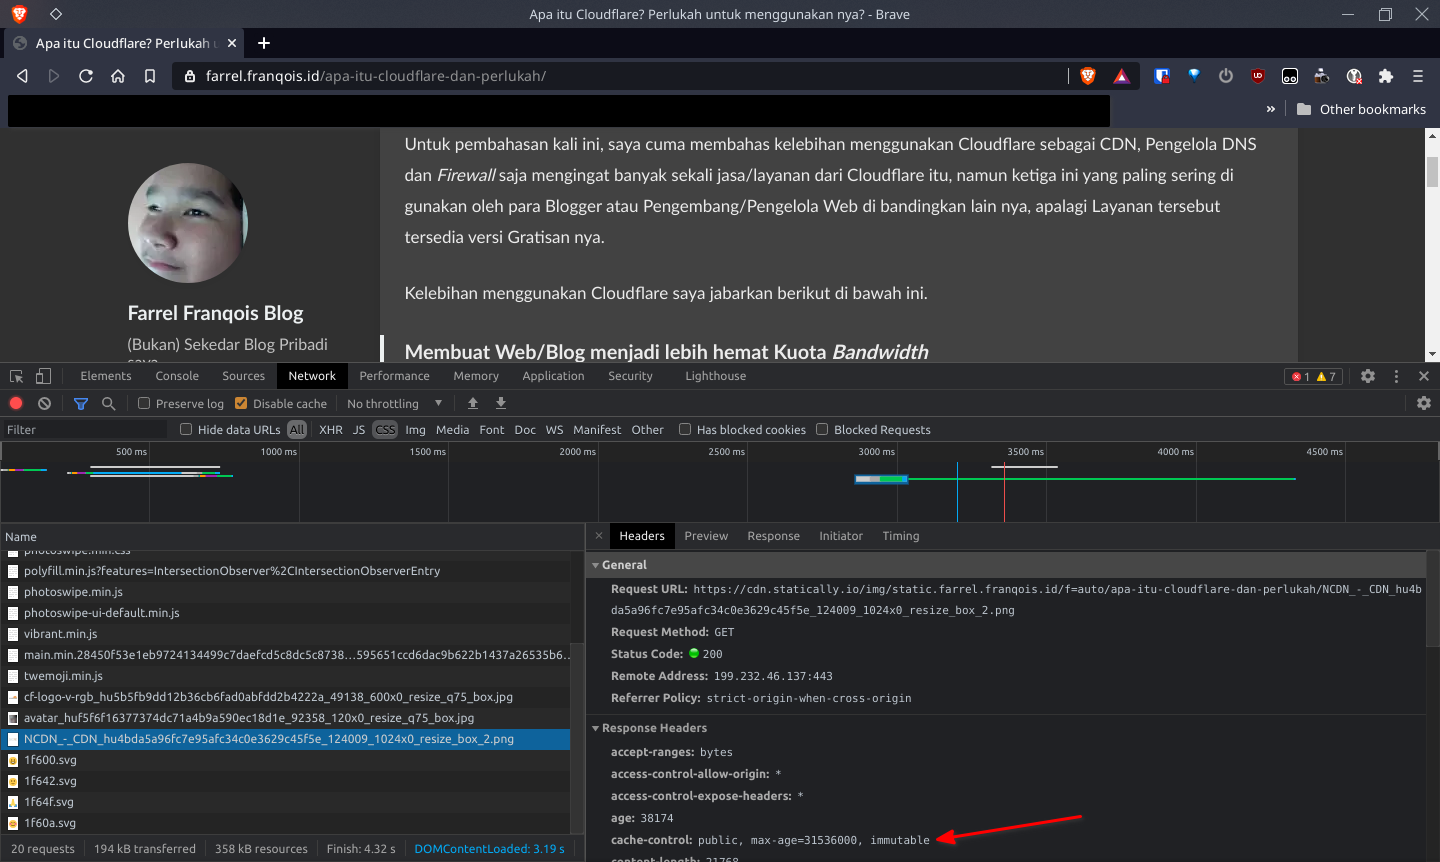 Apa itu Cloudflare? Perlukah untuk menggunakan nya? - Brave
Apa itu Cloudflare? Perlukah u
farrel.franqois.id/apa-itu-cloudflare-dan-perlukah/
UD
» Other bookmarks
Untuk pembahasan kali ini, saya cuma membahas kelebihan menggunakan Cloudflare sebagai CDN, Pengelola DNS
dan Firewall saja mengingat banyak sekali jasa/layanan dari Cloudflare itu, namun ketiga ini yang paling sering di
gunakan oleh para Blogger atau Pengembang/Pengelola Web di bandingkan lain nya, apalagi Layanan tersebut
tersedia versi Gratisan nya.
Kelebihan menggunakan Cloudflare saya jabarkan berikut di bawah ini.
Membuat Web/Blog menjadi lebih hemat Kuota Bandwidth
Farrel Franqois Blog
(Bukan) Sekedar Blog Pribadi
saya
Elements Console Sources Network Performance Memory Application Security Lighthouse 1 7
Preserve log Disable cache No throttling
Filter Hide data URLs All XHR JS CSS Img Media Font Doc WS Manifest Other Has blocked cookies Blocked Requests
500 ms 1000 ms 1500 ms 2000 ms 2500 ms 3000 ms 3500 ms 4000 ms 4500 ms
Name
photoswipe.min.css
polyfill.min.js?features=IntersectionObserver%2CIntersectionObserverEntry
photoswipe.min.js
photoswipe-ui-default.min.js
vibrant.min.js
main.min.28450f53e1eb9724134499c7daefcd5c8dc5c8738...595651ccd6dac9b622b1437a26535b6...
twemoji.min.js
cf-logo-v-rgb_hu5b5fb9dd12b36cb6fad0abfdd2b4222a_49138_600x0_resize_q75_box.jpg
avatar_huf5f6f16377374dc71a4b9a590ec18d1e_92358_120x0_resize_q75_box.jpg
NCDN_-_CDN_hu4bda5a96fc7e95afc34c0e3629c45f5e_124009_1024x0_resize_box_2.png
1f600.svg
1f642.svg
1f64f.svg
1f60a.svg
20 requests 194 kB transferred 358 kB resources Finish: 4.32 s DOMContentLoaded: 3.19 s
Headers Preview Response Initiator Timing
General
Request URL: https://cdn.statically.io/img/static.farrel.franqois.id/f=auto/apa-itu-cloudflare-dan-perlukah/NCDN_-_CDN_hu4b
da5a96fc7e95afc34c0e3629c45f5e_124009_1024x0_resize_box_2.png
Request Method: GET
Status Code: 200
Remote Address: 199.232.46.137:443
Referrer Policy: strict-origin-when-cross-origin
Response Headers
accept-ranges: bytes
access-control-allow-origin: *
access-control-expose-headers: *
age: 38174
cache-control: public, max-age=31536000, immutable
content-length: 21768